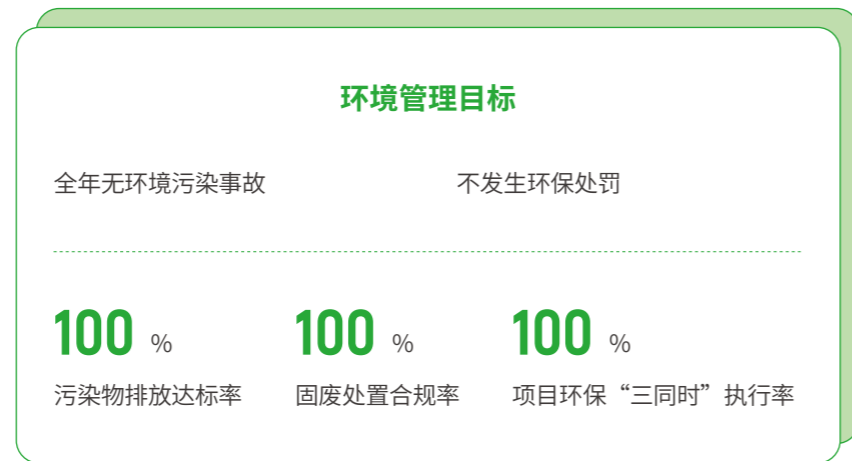 环境管理目标
全年无环境污染事故 不发生环保处罚
100 % 100 % 100 %
污染物排放达标率 固废处置合规率 项目环保“三同时”执行率